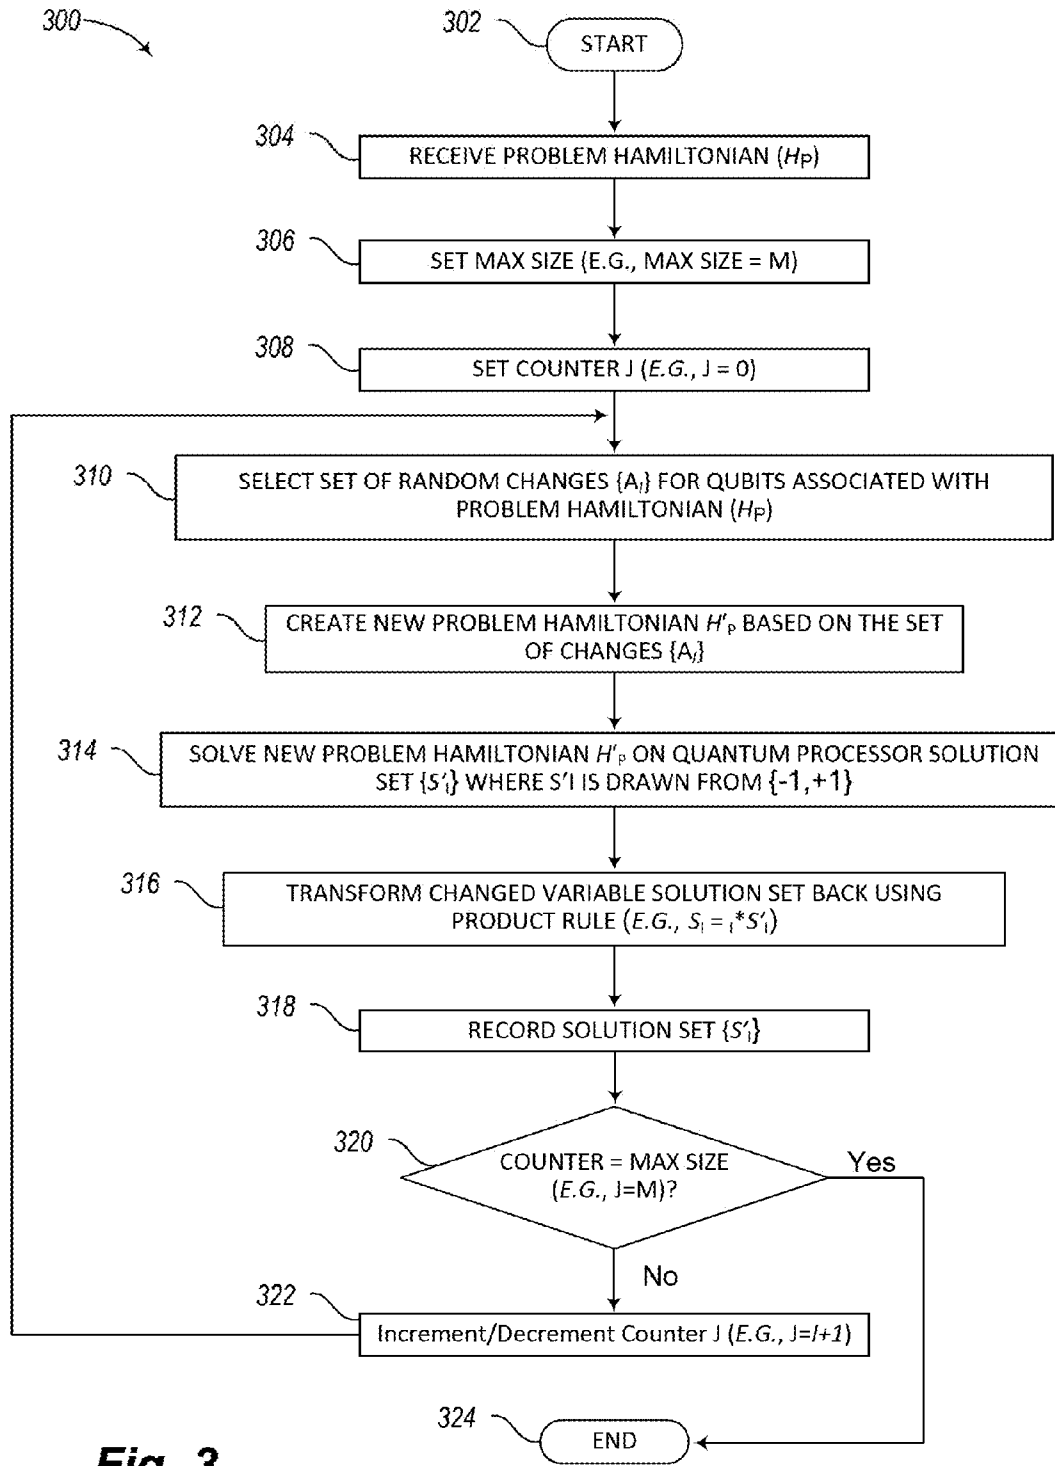 300
302
START
304
RECEIVE PROBLEM HAMILTONIAN (HP)
306
SET MAX SIZE (E.G., MAX SIZE = M)
308
SET COUNTER J (E.G., J = 0)
310
SELECT SET OF RANDOM CHANGES {Ai} FOR QUBITS ASSOCIATED WITH
PROBLEM HAMILTONIAN (HP)
312
CREATE NEW PROBLEM HAMILTONIAN H'P BASED ON THE SET
OF CHANGES {Ai}
314
SOLVE NEW PROBLEM HAMILTONIAN H'P ON QUANTUM PROCESSOR SOLUTION
SET {S'i} WHERE S'I IS DRAWN FROM {-1,+1}
316
TRANSFORM CHANGED VARIABLE SOLUTION SET BACK USING
PRODUCT RULE (E.G., Si = i*S'i)
318
RECORD SOLUTION SET {S'i}
320
COUNTER = MAX SIZE
(E.G., J=M)?
Yes
No
322
Increment/Decrement Counter J (E.G., J=I+1)
324
END
Fig. 3